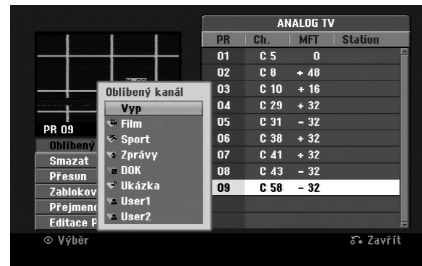 ANALOG TV
PR Ch. MFT Station
01 C 5 0
02 C 8 + 48
03 C 10 + 16
04 C 29 + 32
05 C 31 - 32
06 C 38 + 32
07 C 41 + 32
08 C 43 - 32
09 C 58 - 32
PR 09
Oblíbený
Smazat
Přesun
Zablokov
Přejmeno
Editace P
Oblíbený kanál
Vyp
Film
Sport
Zprávy
DOK
Ukázka
User1
User2
Výběr
Zavřít